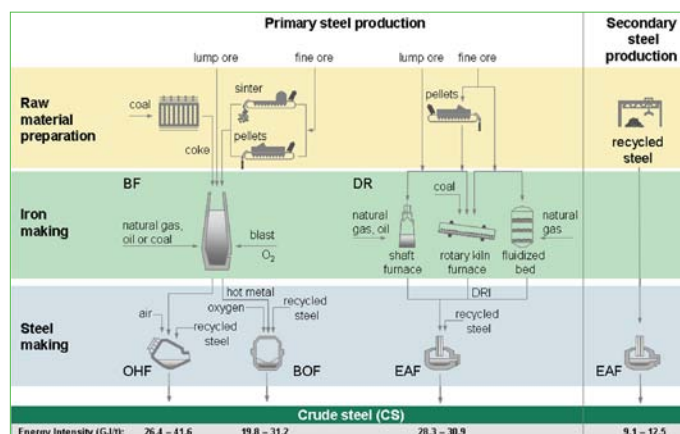 Primary steel production
Secondary
steel
production
lump ore
fine ore
lump ore
fine ore
Raw
material
preparation
coal
sinter
pellets
coke
pellets
recycled
steel
BF
DR
Iron
making
natural gas,
oil or coal
blast
O₂
coal
natural
gas, oil
shaft
furnace
rotary kiln
furnace
fluidized
bed
natural
gas
hot metal
DRI
Steel
making
air
recycled
steel
oxygen
recycled
steel
recycled
steel
OHF
BOF
EAF
EAF
Crude steel (CS)
Energy Intensity (GJ/t): 26.4 – 41.6 19.8 – 31.2 28.3 – 30.9 9.1 – 12.5